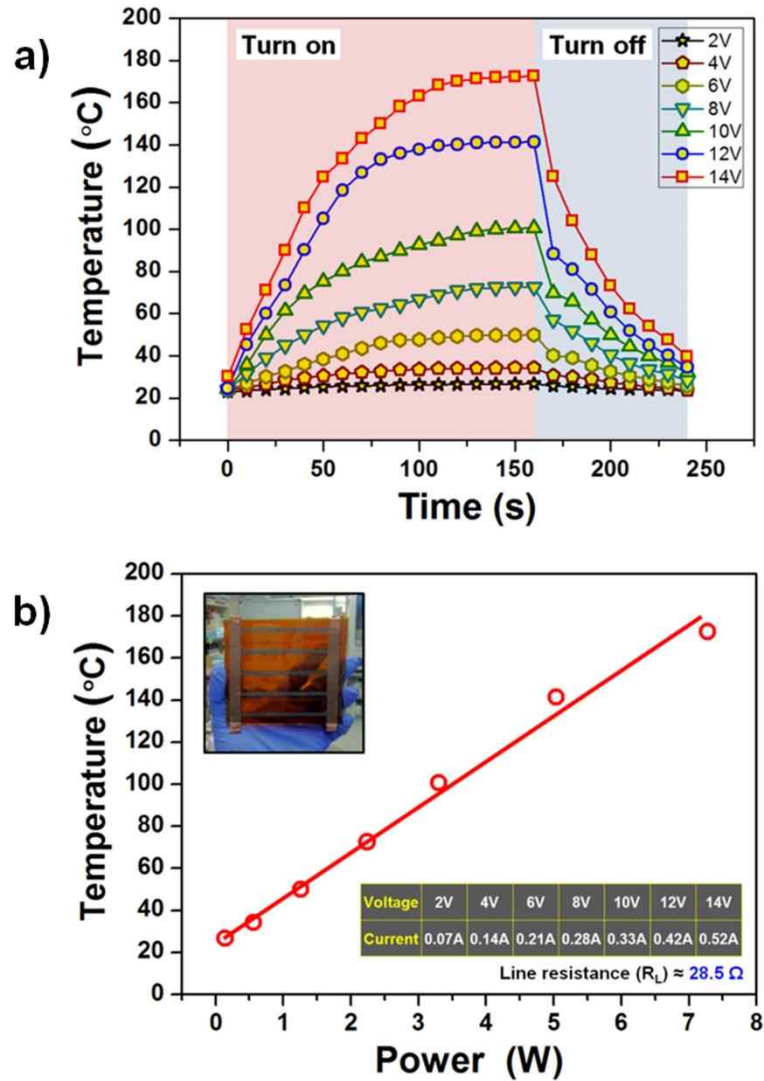 a)
Turn on
Turn off
2V
4V
6V
8V
10V
12V
14V
200
180
160
140
120
100
80
60
40
20
0
Temperature (°C)
0 50 100 150 200 250
Time (s)
b)
200
180
160
140
120
100
80
60
40
20
0
Temperature (°C)
Voltage 2V 4V 6V 8V 10V 12V 14V
Current 0.07A 0.14A 0.21A 0.28A 0.33A 0.42A 0.52A
Line resistance (RL) ≈ 28.5 Ω
0 1 2 3 4 5 6 7 8
Power (W)